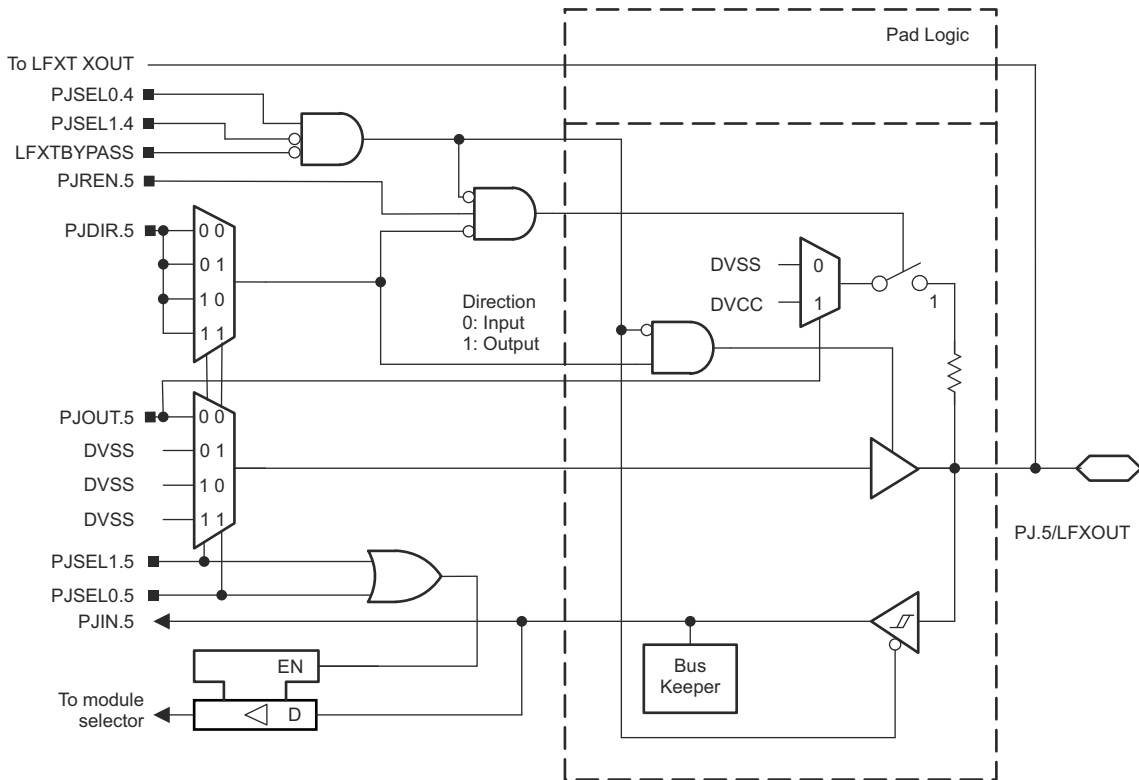 Pad Logic
To LFXT XOUT
PJSEL0.4
PJSEL1.4
LFXTBYPASS
PJREN.5
PJDIR.5
0 0
0 1
1 0
1 1
Direction
0: Input
1: Output
DVSS
0
DVCC
1
1
PJOUT.5
0 0
DVSS
0 1
DVSS
1 0
DVSS
1 1
PJ.5/LFXOUT
PJSEL1.5
PJSEL0.5
PJIN.5
EN
Bus
Keeper
To module
selector
D